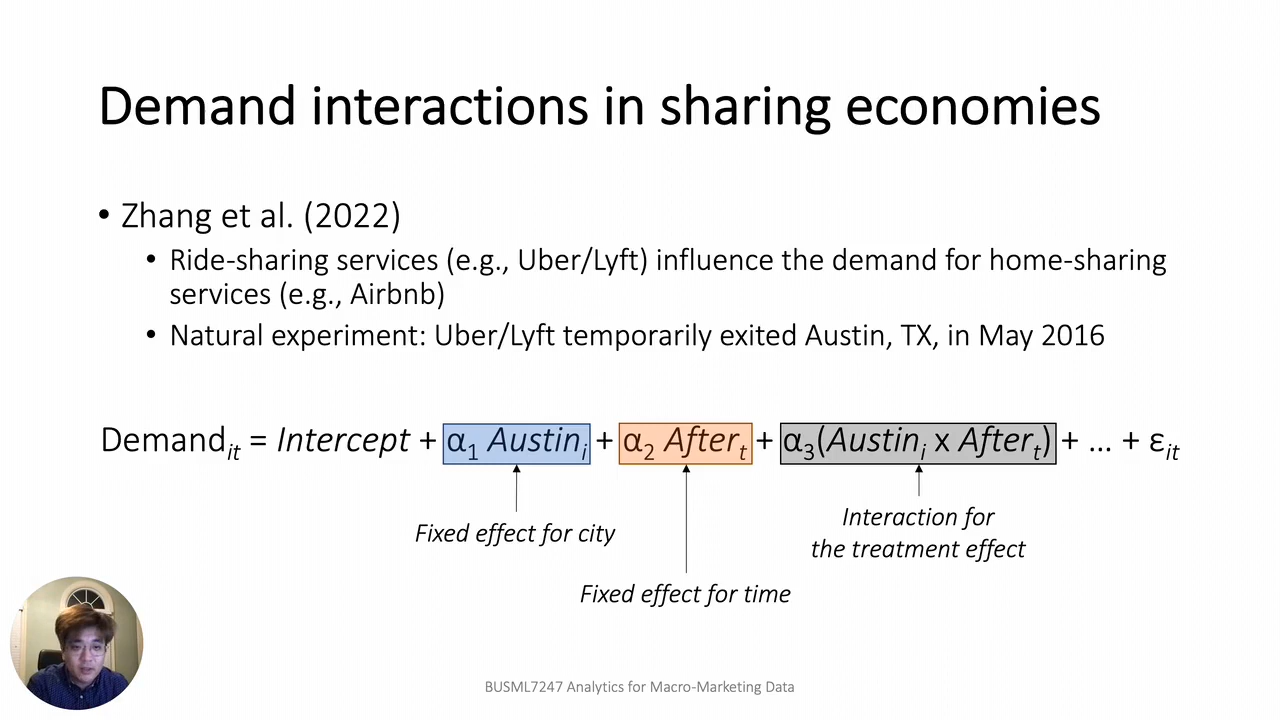 Demand interactions in sharing economies
• Zhang et al. (2022)
• Ride-sharing services (e.g., Uber/Lyft) influence the demand for home-sharing
services (e.g., Airbnb)
• Natural experiment: Uber/Lyft temporarily exited Austin, TX, in May 2016
Demandit = Intercept + α1 Austini + α2 Aftert + α3(Austini x Aftert) + … + εit
Fixed effect for city
Interaction for
the treatment effect
Fixed effect for time
BUSML7247 Analytics for Macro-Marketing Data